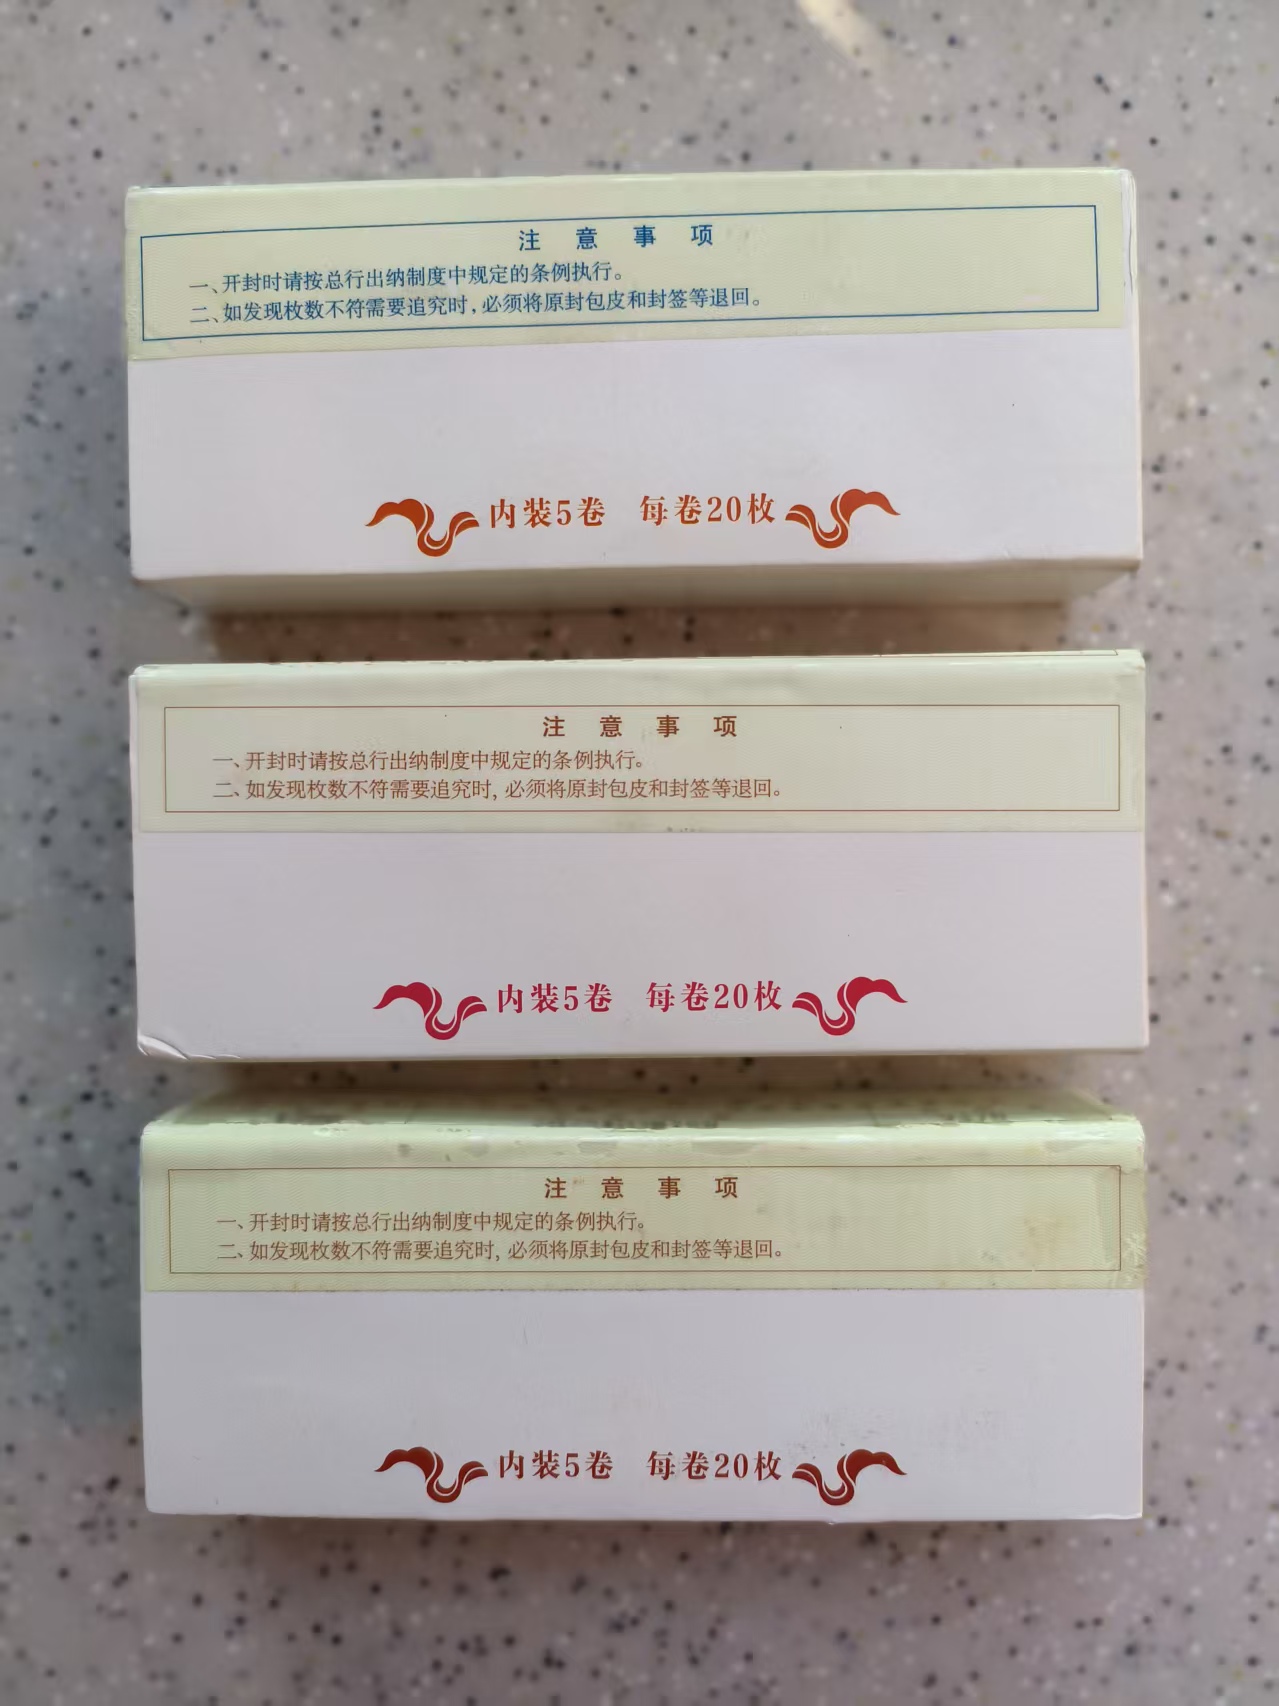 注意事项
一、开封时请按总行出纳制度中规定的条例执行。
二、如发现枚数不符需要追究时，必须将原封包皮和封签等退回。
内装5卷 每卷20枚
注意事项
一、开封时请按总行出纳制度中规定的条例执行。
二、如发现枚数不符需要追究时，必须将原封包皮和封签等退回。
内装5卷 每卷20枚
注意事项
一、开封时请按总行出纳制度中规定的条例执行。
二、如发现枚数不符需要追究时，必须将原封包皮和封签等退回。
内装5卷 每卷20枚